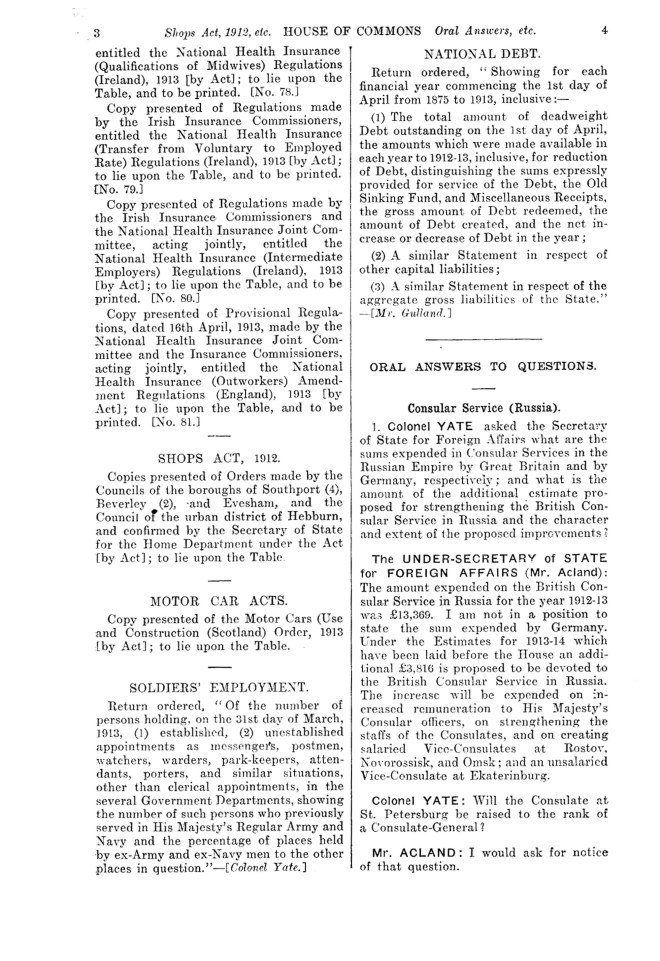 3 Shops Act, 1912, etc. HOUSE OF COMMONS Oral Answers, etc. 4
entitled the National Health Insurance
(Qualifications of Midwives) Regulations
(Ireland), 1913 [by Act]; to lie upon the
Table, and to be printed. [No. 78.]
Copy presented of Regulations made
by the Irish Insurance Commissioners,
entitled the National Health Insurance
(Transfer from Voluntary to Employed
Rate) Regulations (Ireland), 1913 [by Act];
to lie upon the Table, and to be printed.
[No. 79.]
Copy presented of Regulations made by
the Irish Insurance Commissioners and
the National Health Insurance Joint Com-
mittee, acting jointly, entitled the
National Health Insurance (Intermediate
Employers) Regulations (Ireland), 1913
[by Act]; to lie upon the Table, and to be
printed. [No. 80.]
Copy presented of Provisional Regula-
tions, dated 16th April, 1913, made by the
National Health Insurance Joint Com-
mittee and the Insurance Commissioners,
acting jointly, entitled the National
Health Insurance (Outworkers) Amend-
ment Regulations (England), 1913 [by
Act]; to lie upon the Table, and to be
printed. [No. 81.]
SHOPS ACT, 1912.
Copies presented of Orders made by the
Councils of the boroughs of Southport (4),
Beverley (2), and Evesham, and the
Council of the urban district of Hebburn,
and confirmed by the Secretary of State
for the Home Department under the Act
[by Act]; to lie upon the Table.
MOTOR CAR ACTS.
Copy presented of the Motor Cars (Use
and Construction (Scotland) Order, 1913
[by Act]; to lie upon the Table.
SOLDIERS' EMPLOYMENT.
Return ordered, "Of the number of
persons holding, on the 31st day of March,
1913, (1) established, (2) unestablished
appointments as messengers, postmen,
watchers, warders, park-keepers, atten-
dants, porters, and similar situations,
other than clerical appointments, in the
several Government Departments, showing
the number of such persons who previously
served in His Majesty's Regular Army and
Navy and the percentage of places held
by ex-Army and ex-Navy men to the other
places in question."—[Colonel Yate.]
NATIONAL DEBT.
Return ordered, "Showing for each
financial year commencing the 1st day of
April from 1875 to 1913, inclusive:—
(1) The total amount of deadweight
Debt outstanding on the 1st day of April,
the amounts which were made available in
each year to 1912-13, inclusive, for reduction
of Debt, distinguishing the sums expressly
provided for service of the Debt, the Old
Sinking Fund, and Miscellaneous Receipts,
the gross amount of Debt redeemed, the
amount of Debt created, and the net in-
crease or decrease of Debt in the year;
(2) A similar Statement in respect of
other capital liabilities;
(3) A similar Statement in respect of the
aggregate gross liabilities of the State."
—[Mr. Gulland.]
ORAL ANSWERS TO QUESTIONS.
Consular Service (Russia).
1. Colonel YATE asked the Secretary
of State for Foreign Affairs what are the
sums expended in Consular Services in the
Russian Empire by Great Britain and by
Germany, respectively; and what is the
amount of the additional estimate pro-
posed for strengthening the British Con-
sular Service in Russia and the character
and extent of the proposed improvements?
The UNDER-SECRETARY of STATE
for FOREIGN AFFAIRS (Mr. Acland):
The amount expended on the British Con-
sular Service in Russia for the year 1912-13
was £13,369. I am not in a position to
state the sum expended by Germany.
Under the Estimates for 1913-14 which
have been laid before the House an addi-
tional £3,816 is proposed to be devoted to
the British Consular Service in Russia.
The increase will be expended on in-
creased remuneration to His Majesty's
Consular officers, on strengthening the
staffs of the Consulates, and on creating
salaried Vice-Consulates at Rostov,
Novorossisk, and Omsk; and an unsalaried
Vice-Consulate at Ekaterinburg.
Colonel YATE: Will the Consulate at
St. Petersburg be raised to the rank of
a Consulate-General?
Mr. ACLAND: I would ask for notice
of that question.